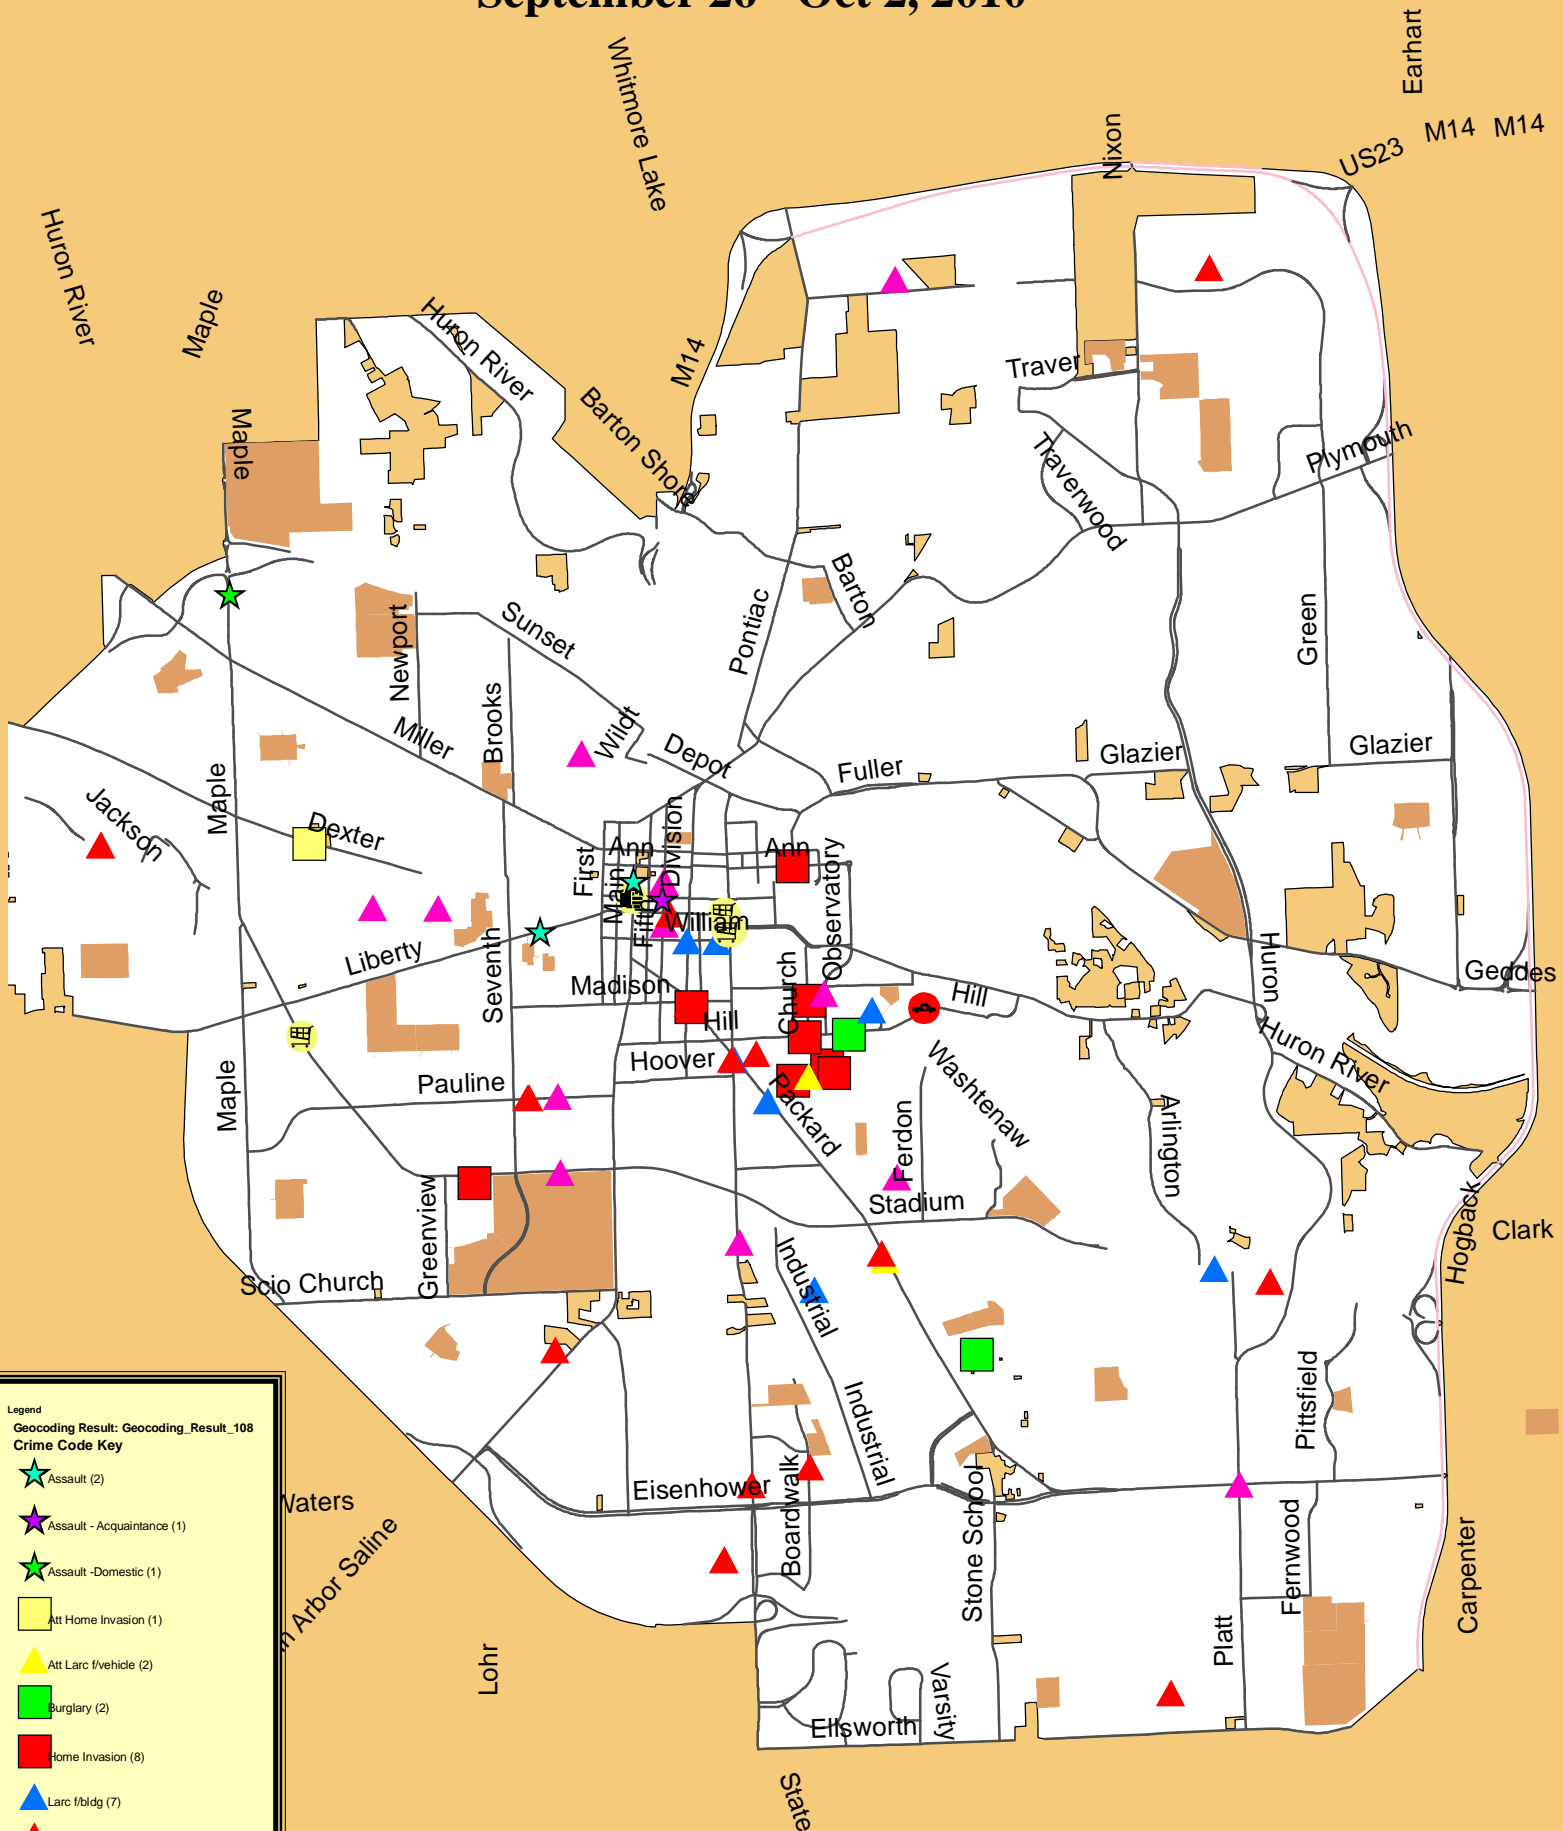 September 26 - Oct 2, 2010
Earhart
Whitmore Lake
M14
M14
US23
Nixon
Huron River
Maple
Huron River
M14
Traver
Barton Shore
Maple
Plymouth
Traverwood
Barton
Pontiac
Green
Sunset
Newport
Brooks
Wildt
Miller
Depot
Fuller
Glazier
Glazier
Maple
Jackson
Dexter
Division
Ann
Ann
First
Main
Fifth
William
Observatory
Liberty
Seventh
Madison
Church
Hill
Hill
Huron
Geddes
Hoover
Huron River
Pauline
Maple
Packard
Washtenaw
Ferdon
Arlington
Stadium
Greenview
Hogback
Clark
Scio Church
Industrial
Industrial
Pittsfield
Eisenhower
Boardwalk
Stone School
Fernwood
Carpenter
Waters
n Arbor Saline
Lohr
Platt
Varsity
Ellsworth
State
Legend
Geocoding Result: Geocoding_Result_108
Crime Code Key
Assault (2)
Assault - Acquaintance (1)
Assault -Domestic (1)
Att Home Invasion (1)
Att Larc f/vehicle (2)
Burglary (2)
Home Invasion (8)
Larc f/bldg (7)